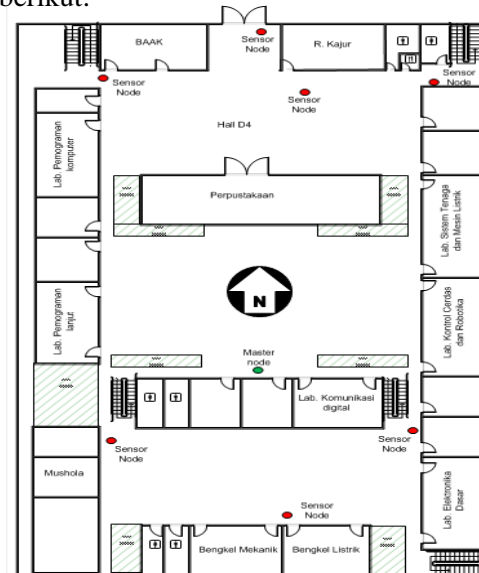 berikut:
BAAK
R. Kajur
Sensor
Node
Sensor
Node
Sensor
Node
Hall D4
Lab. Pemograman
komputer
Perpustakaan
Lab. Sistem Tenaga
dan Mesin Listrik
N
Lab. Pemograman
lanjut
Lab. Kontrol Cerdas
dan Robotika
Master
node
Lab. Komunikasi
digital
Sensor
Node
Sensor
Node
Mushola
Lab. Elektronika
Dasar
Sensor
Node
Bengkel Mekanik
Bengkel Listrik